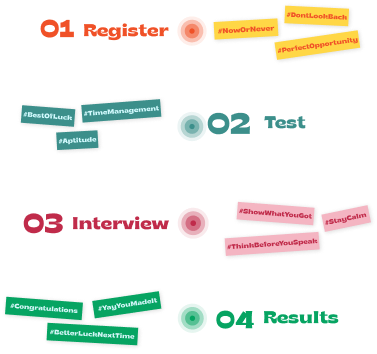 01 Register
#NowOrNever
#DontLookBack
#PerfectOpportunity
#BestOfLuck
#TimeManagement
#Aptitude
02 Test
03 Interview
#ShowWhatYouGot
#StayCalm
#ThinkBeforeYouSpeak
#Congratulations
#YayYouMadeIt
#BetterLuckNextTime
04 Results